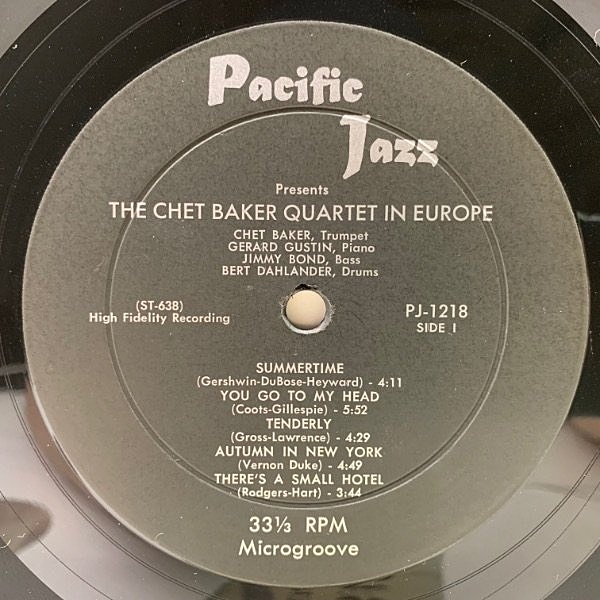 Pacific
Jazz
Presents
THE CHET BAKER QUARTET IN EUROPE
CHET BAKER, Trumpet
GERARD GUSTIN, Piano
JIMMY BOND, Bass
BERT DAHLANDER, Drums
(ST-638)
High Fidelity Recording
PJ-1218
SIDE I
SUMMERTIME
(Gershwin-DuBose-Heyward) - 4:11
YOU GO TO MY HEAD
(Coots-Gillespie) - 5:52
TENDERLY
(Gross-Lawrence) - 4:29
AUTUMN IN NEW YORK
(Vernon Duke) - 4:49
THERE'S A SMALL HOTEL
(Rodgers-Hart) - 3:44
33⅓ RPM
Microgroove